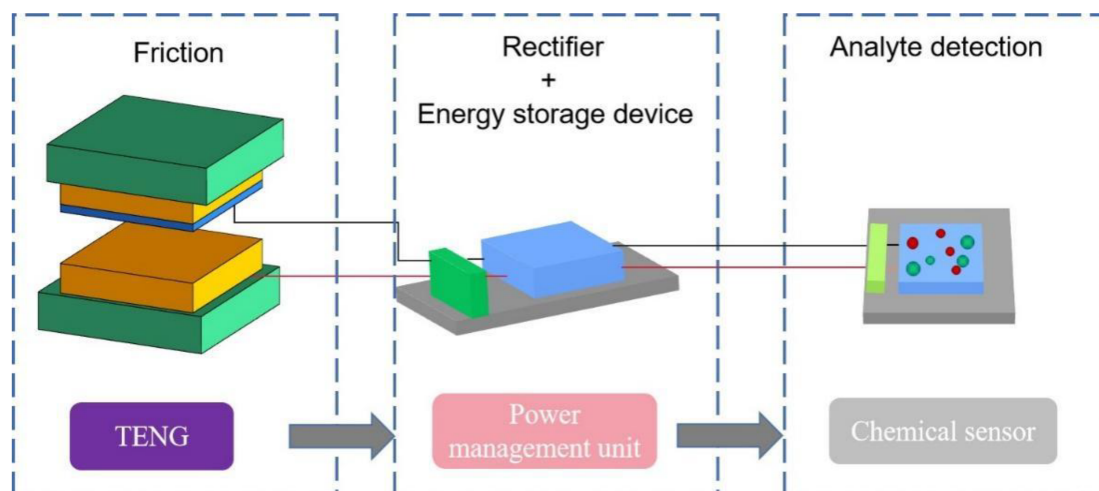 Friction
Rectifier
+
Energy storage device
Analyte detection
TENG
Power
management unit
Chemical sensor